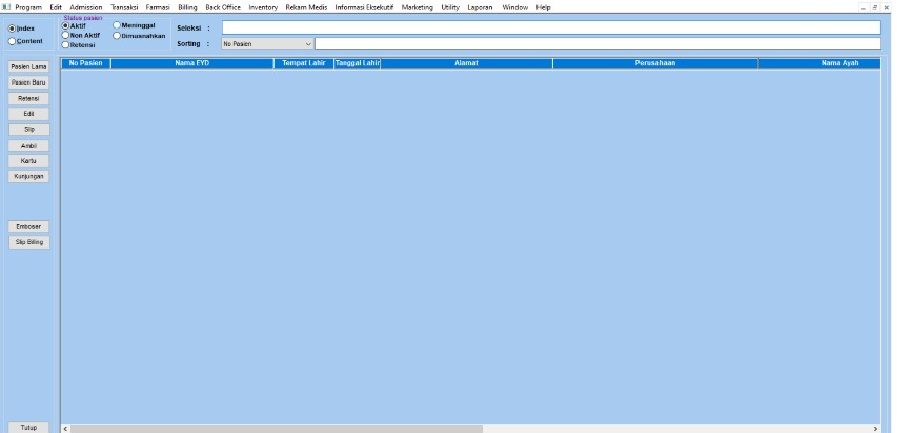 Program Edit Admission Transaksi Farmasi Billing Back Office Inventory Rekam Medis Informasi Eksekutif Marketing Utility Laporan Window Help
Status pasien
Index
Content
Aktif
Meninggal
Non Aktif
Dimusnahkan
Retensi
Seleksi :
Sorting : No Pasien
No Pasien Nama EYD Tempat Lahir Tanggal Lahir Alamat Perusahaan Nama Ayah
Pasien Lama
Pasien Baru
Retensi
Edit
Slip
Ambil
Kartu
Kunjungan
Emboser
Slip Billing
Tutup